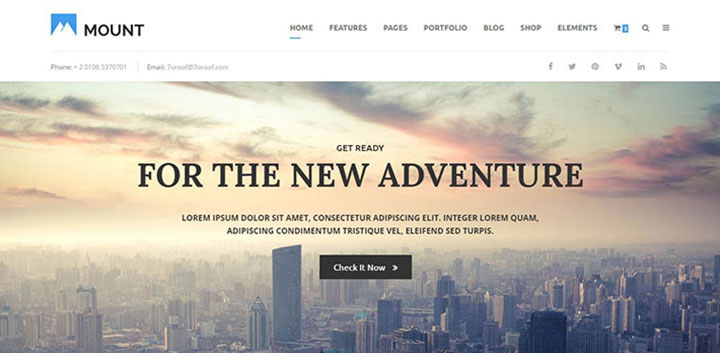 MOUNT
HOME FEATURES PAGES PORTFOLIO BLOG SHOP ELEMENTS 2
Phone: + 2 0106 5370701 Email: 7oroof@7oroof.com
GET READY
FOR THE NEW ADVENTURE
LOREM IPSUM DOLOR SIT AMET, CONSECTETUR ADIPISCING ELIT. INTEGER LOREM QUAM,
ADIPISCING CONDIMENTUM TRISTIQUE VEL, ELEIFEND SED TURPIS.
Check It Now »